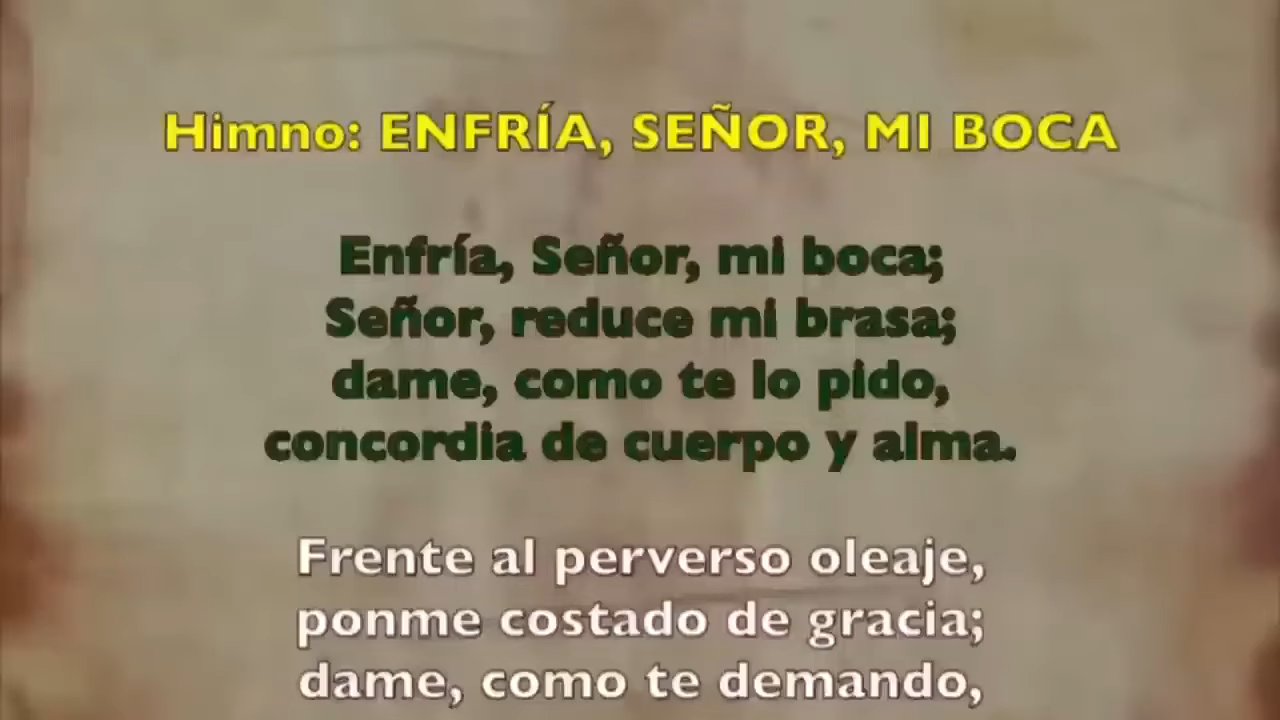 Himno: ENFRÍA, SEÑOR, MI BOCA
Enfría, Señor, mi boca;
Señor, reduce mi brasa;
dame, como te lo pido,
concordia de cuerpo y alma.
Frente al perverso oleaje,
ponme costado de gracia;
dame, como te demando,